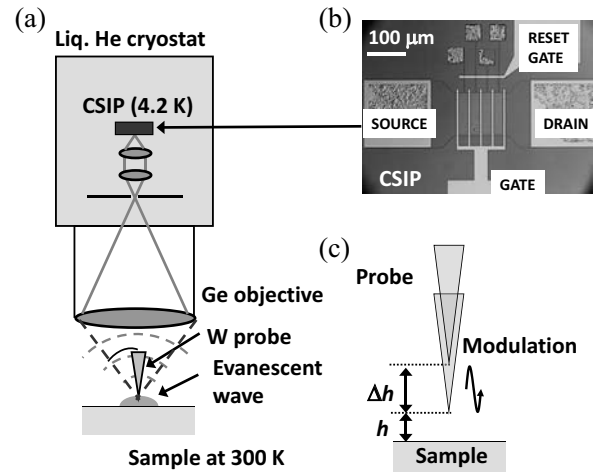 (a)
Liq. He cryostat
CSIP (4.2 K)
Ge objective
W probe
Evanescent
wave
Sample at 300 K
(b)
100 μm
RESET
GATE
SOURCE
DRAIN
CSIP
GATE
(c)
Probe
Modulation
Δh
h
Sample